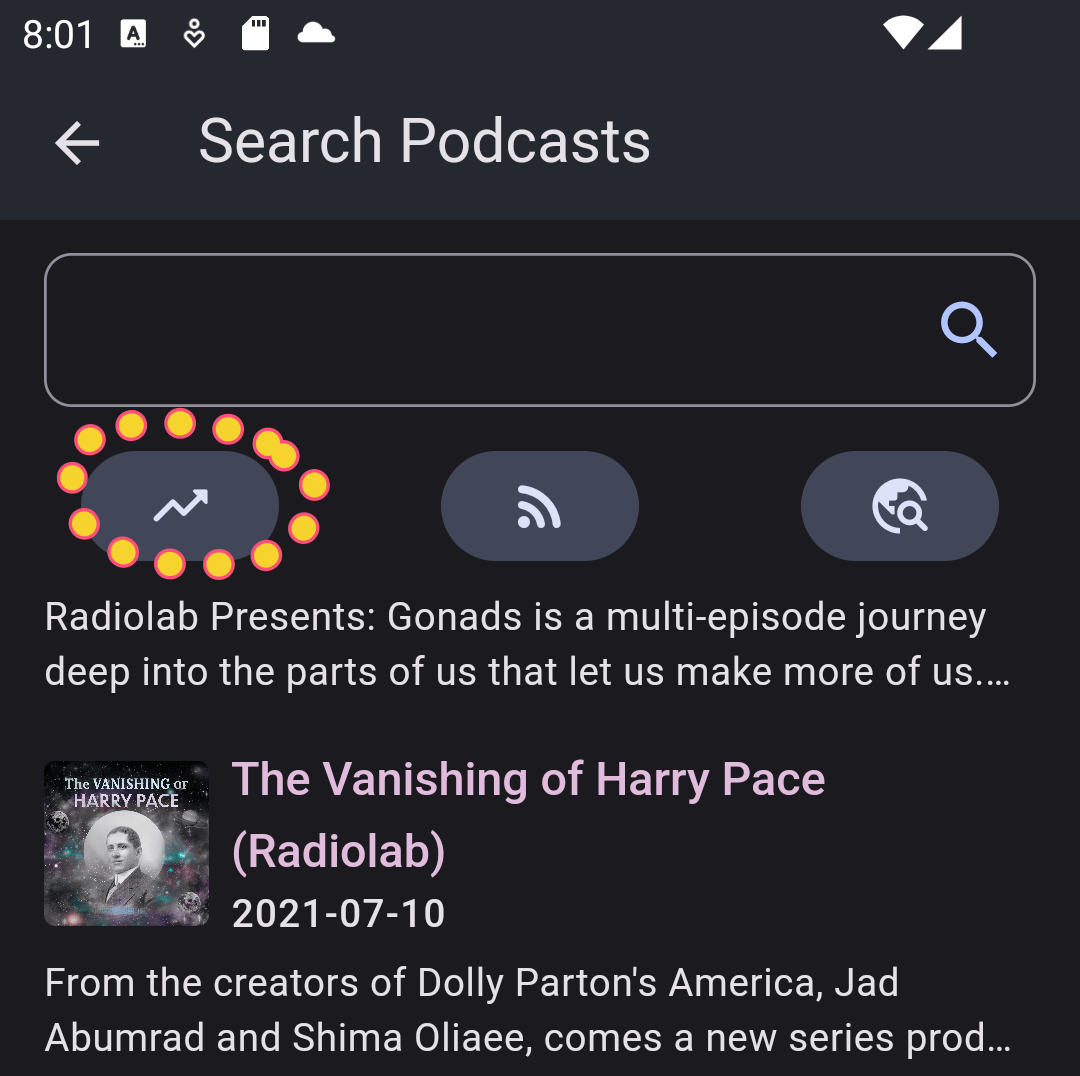 8:01
Search Podcasts
Radiolab Presents: Gonads is a multi-episode journey
deep into the parts of us that let us make more of us.…
The VANISHING of
HARRY PACE
The Vanishing of Harry Pace
(Radiolab)
2021-07-10
From the creators of Dolly Parton's America, Jad
Abumrad and Shima Oliaee, comes a new series prod…